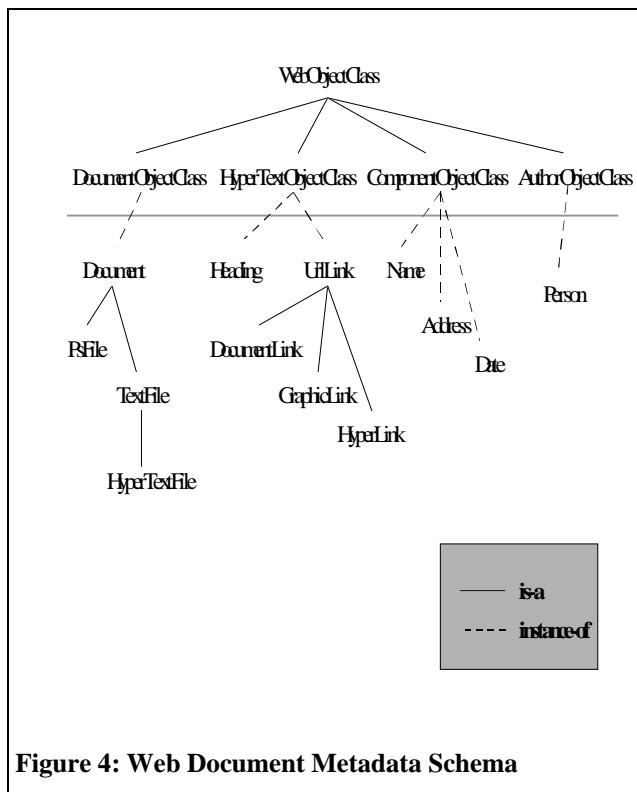 WebObjectClass
DocumentObjectClass HyperTextObjectClass ComponentObjectClass AuthorObjectClass
Document Heading UrlLink Name Person
Address
PsFile DocumentLink Date
TextFile GraphicLink
HyperLink
HyperTextFile
is-a
instance-of
Figure 4: Web Document Metadata Schema